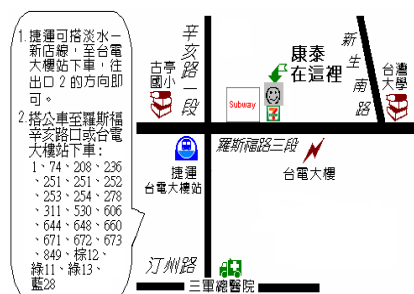 1.捷運可搭淡水－
新店線，至台電
大樓站下車，往
出口 2 的方向即
可。
2.搭公車至羅斯福
辛亥路口或台電
大樓站下車：
1、74、208、236
、251、251、252
、253、254、278
、311、530、606
、644、648、660
、671、672、673
、849、棕12、
綠11、綠13、
藍28
辛亥路一段
古亭
國小
Subway
康泰
在這裡
7
新生南路
台灣
大學
捷運
台電大樓站
羅斯福路三段
台電大樓
汀州路
三軍總醫院